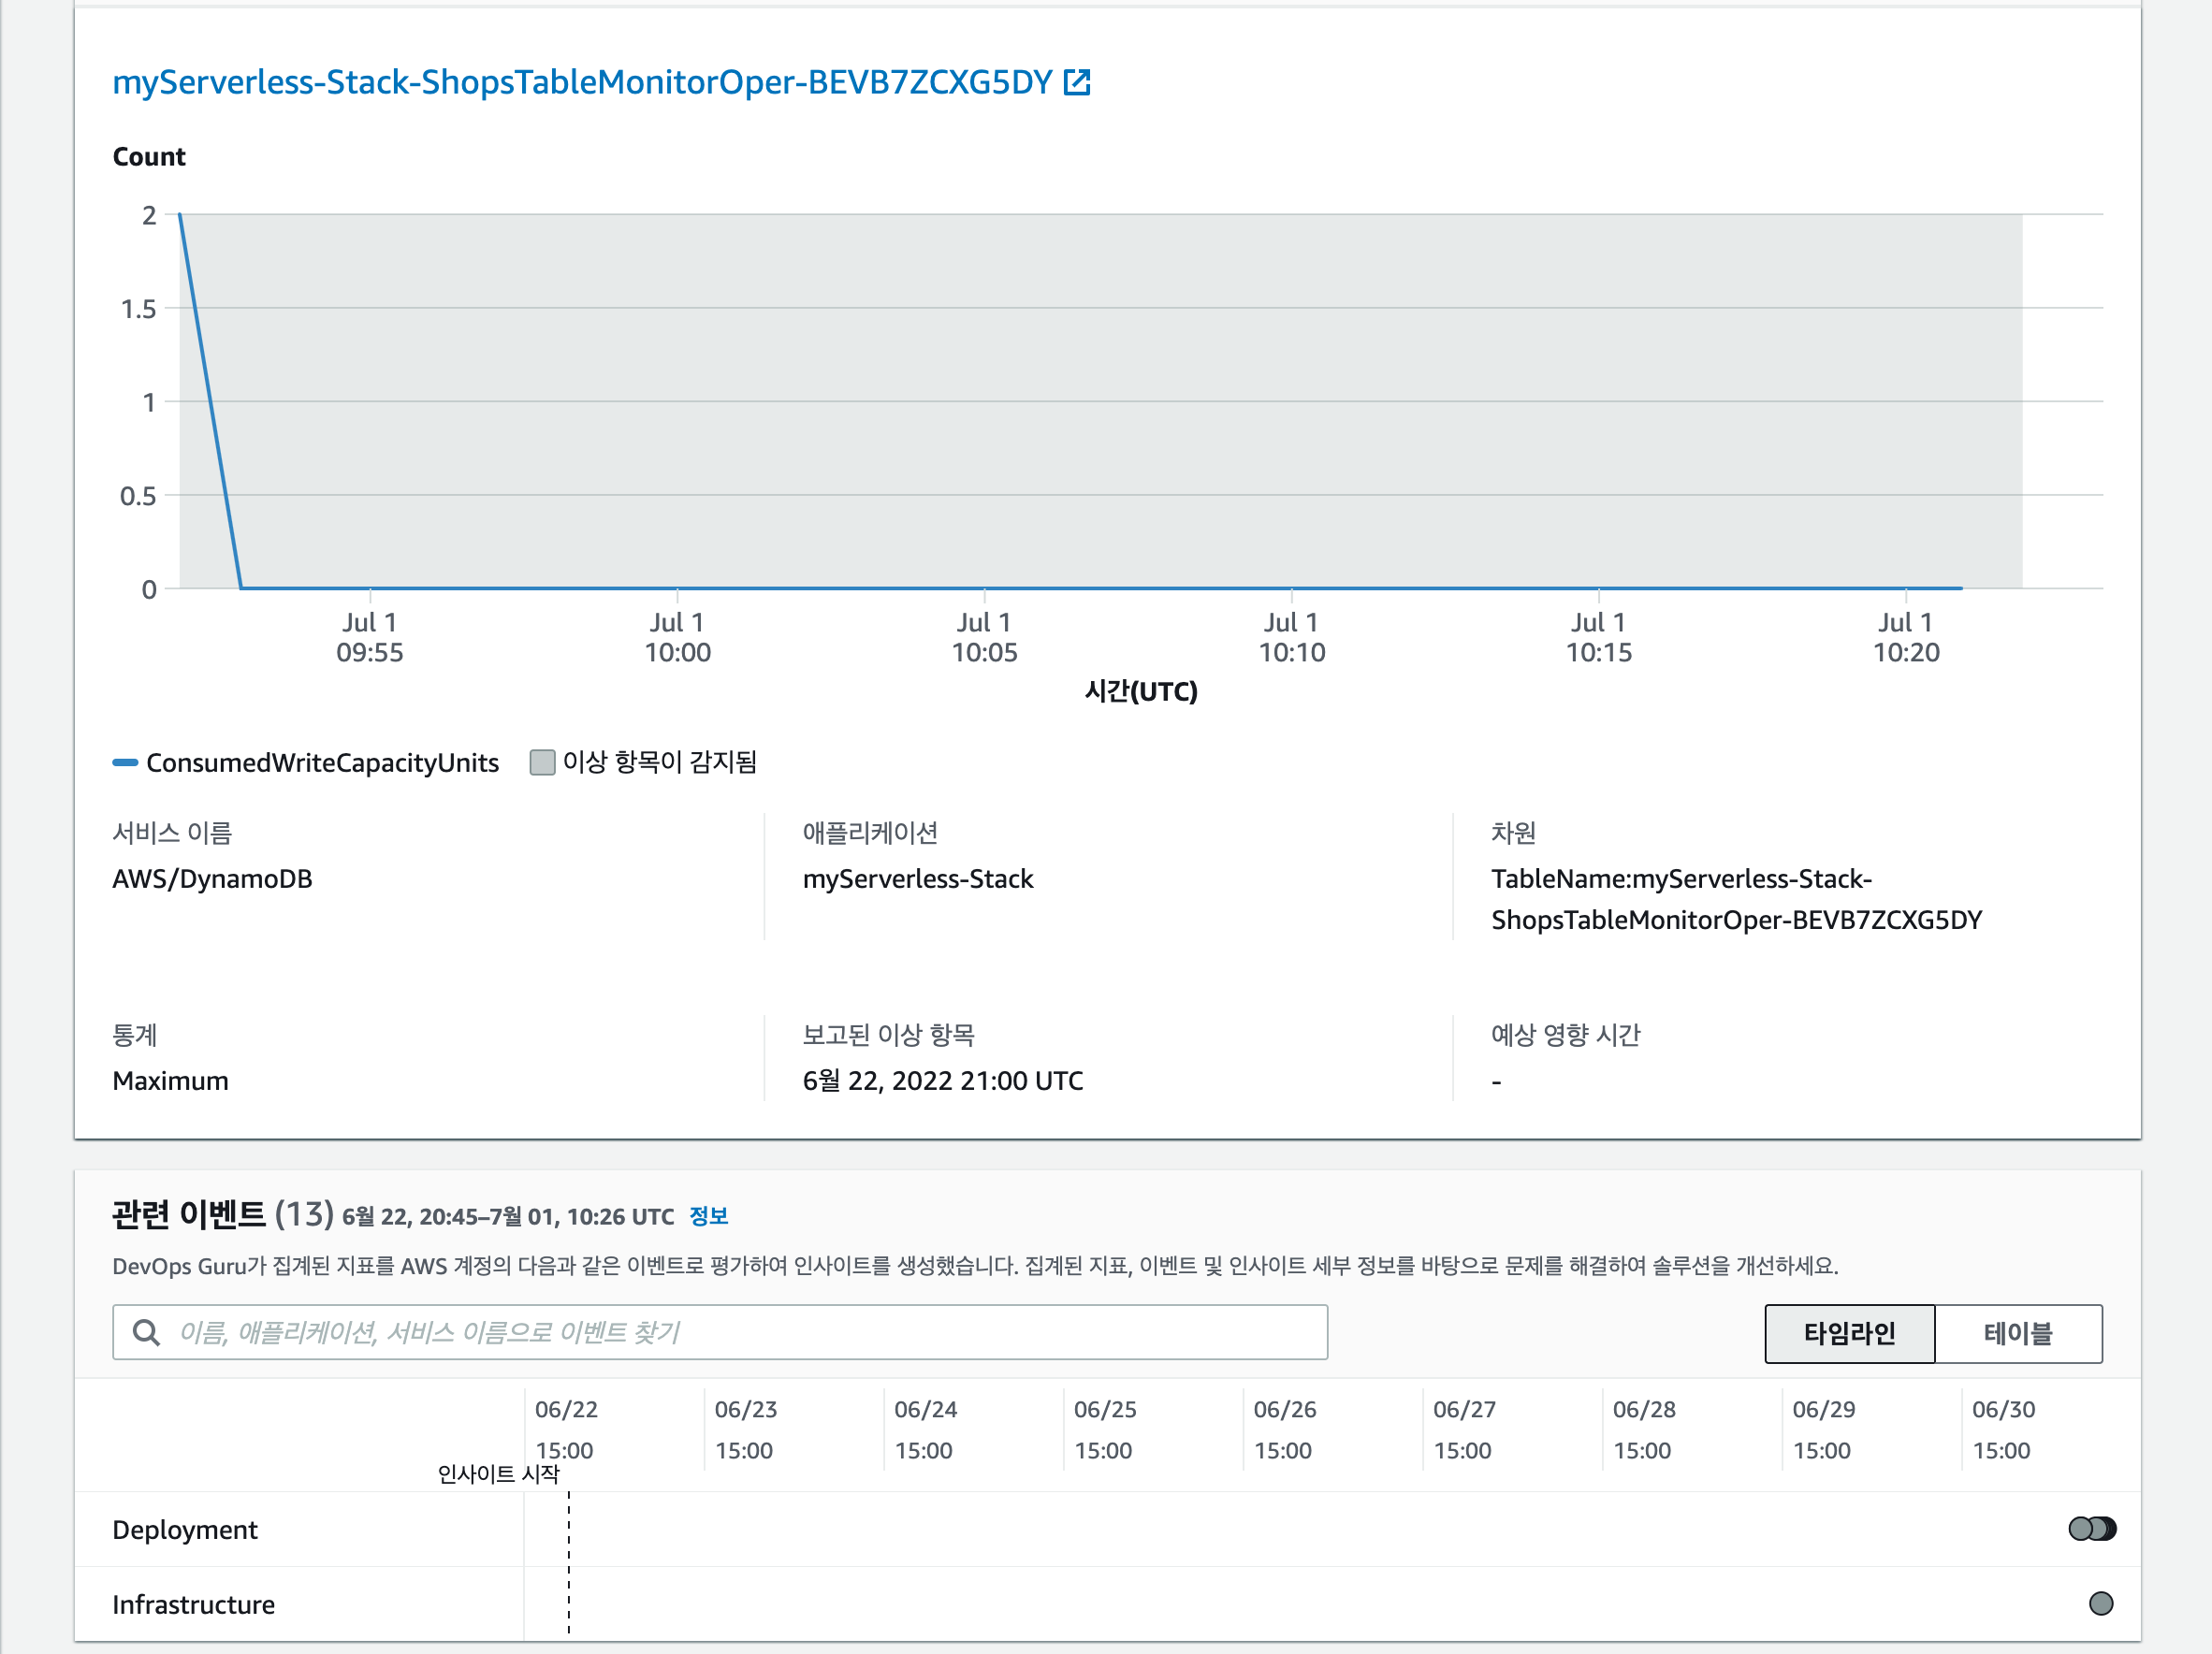 myServerless-Stack-ShopsTableMonitorOper-BEVB7ZCXG5DY
Count
2
1.5
1
0.5
0
Jul 1 Jul 1 Jul 1 Jul 1 Jul 1 Jul 1
09:55 10:00 10:05 10:10 10:15 10:20
시간(UTC)
ConsumedWriteCapacityUnits 이상 항목이 감지됨
서비스 이름 애플리케이션 차원
AWS/DynamoDB myServerless-Stack TableName:myServerless-Stack-
ShopsTableMonitorOper-BEVB7ZCXG5DY
통계 보고된 이상 항목 예상 영향 시간
Maximum 6월 22, 2022 21:00 UTC -
관련 이벤트 (13) 6월 22, 20:45–7월 01, 10:26 UTC 정보
DevOps Guru가 집계된 지표를 AWS 계정의 다음과 같은 이벤트로 평가하여 인사이트를 생성했습니다. 집계된 지표, 이벤트 및 인사이트 세부 정보를 바탕으로 문제를 해결하여 솔루션을 개선하세요.
이름, 애플리케이션, 서비스 이름으로 이벤트 찾기 타임라인 테이블
06/22 06/23 06/24 06/25 06/26 06/27 06/28 06/29 06/30
15:00 15:00 15:00 15:00 15:00 15:00 15:00 15:00 15:00
인사이트 시작
Deployment
Infrastructure